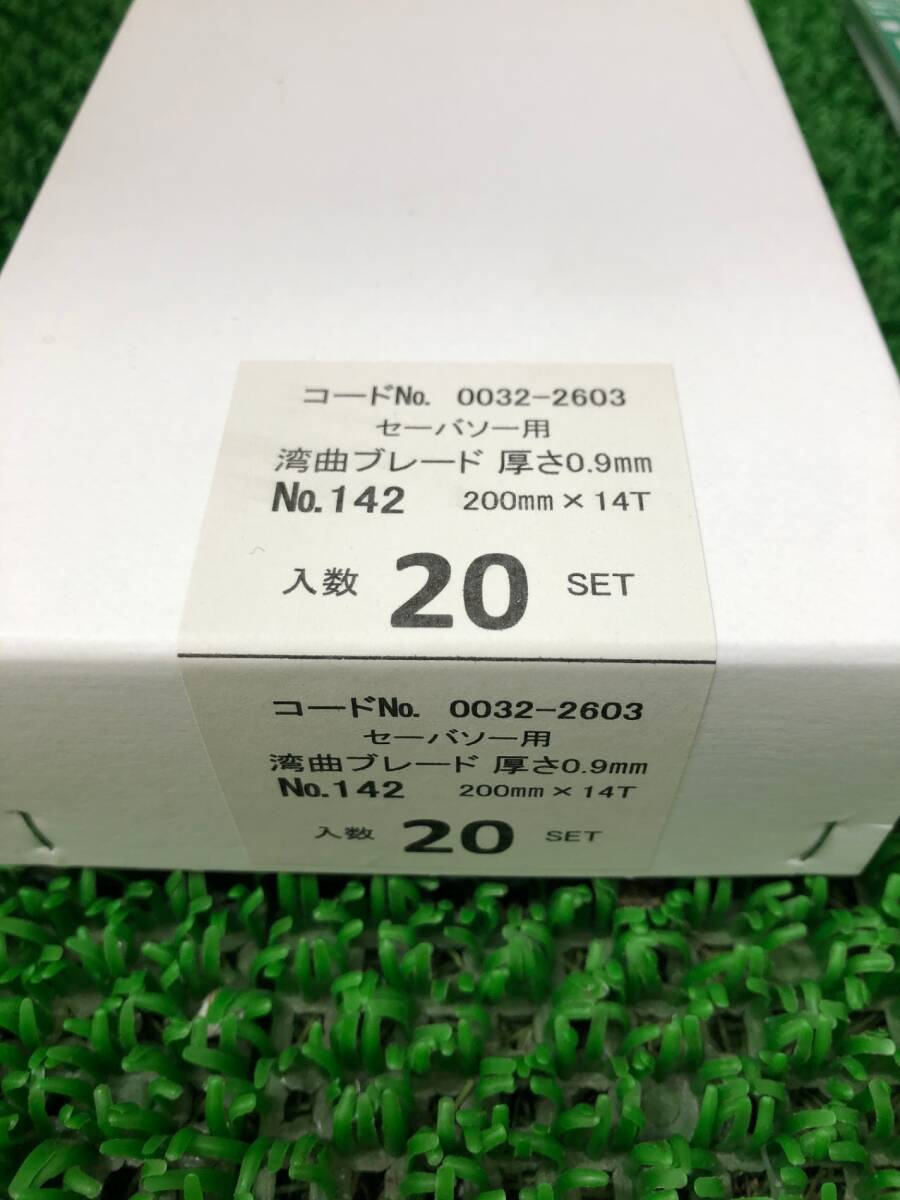 コードNo. 0032-2603
セーバソー用
湾曲ブレード 厚さ0.9mm
No.142 200mm×14T
入数 20 SET
コードNo. 0032-2603
セーバソー用
湾曲ブレード 厚さ0.9mm
No.142 200mm×14T
入数 20 SET